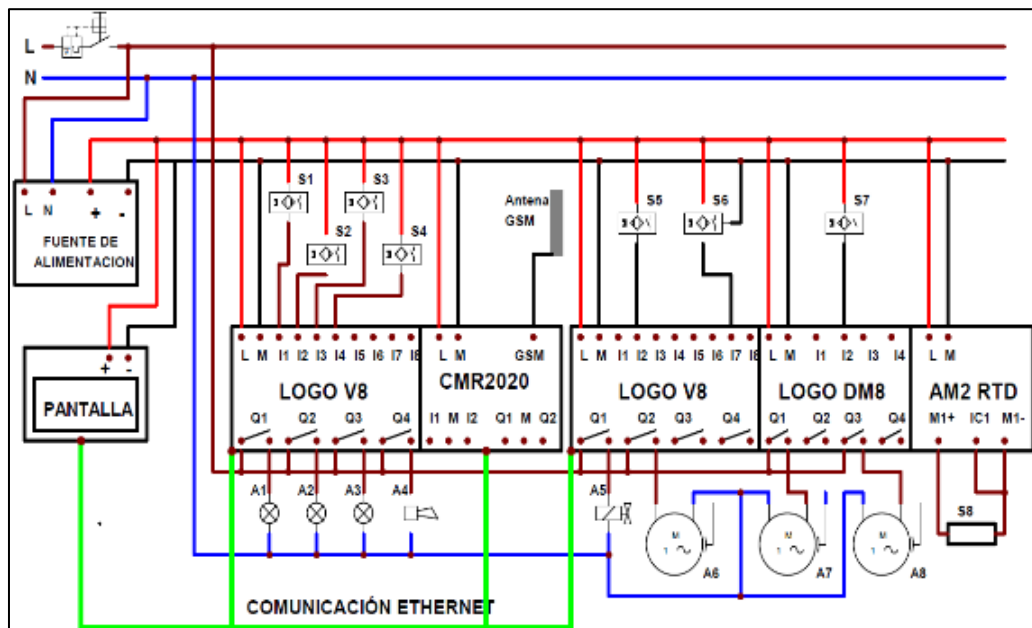 L
N
L N + -
FUENTE DE
ALIMENTACION
S1 S3
S2 S4
Antena
GSM
S5 S6 S7
+ -
PANTALLA
L M I1 I2 I3 I4 I5 I6 I7 I8
LOGO V8
Q1 Q2 Q3 Q4
L M GSM
CMR2020
I1 M I2 Q1 M Q2
L M I1 I2 I3 I4 I5 I6 I7 I8
LOGO V8
Q1 Q2 Q3 Q4
L M I1 I2 I3 I4
LOGO DM8
Q1 Q2 Q3 Q4
L M
AM2 RTD
M1+ IC1 M1-
A1 A2 A3 A4 A5
M
1
A6
M
1
A7
M
1
A8
S8
COMUNICACIÓN ETHERNET